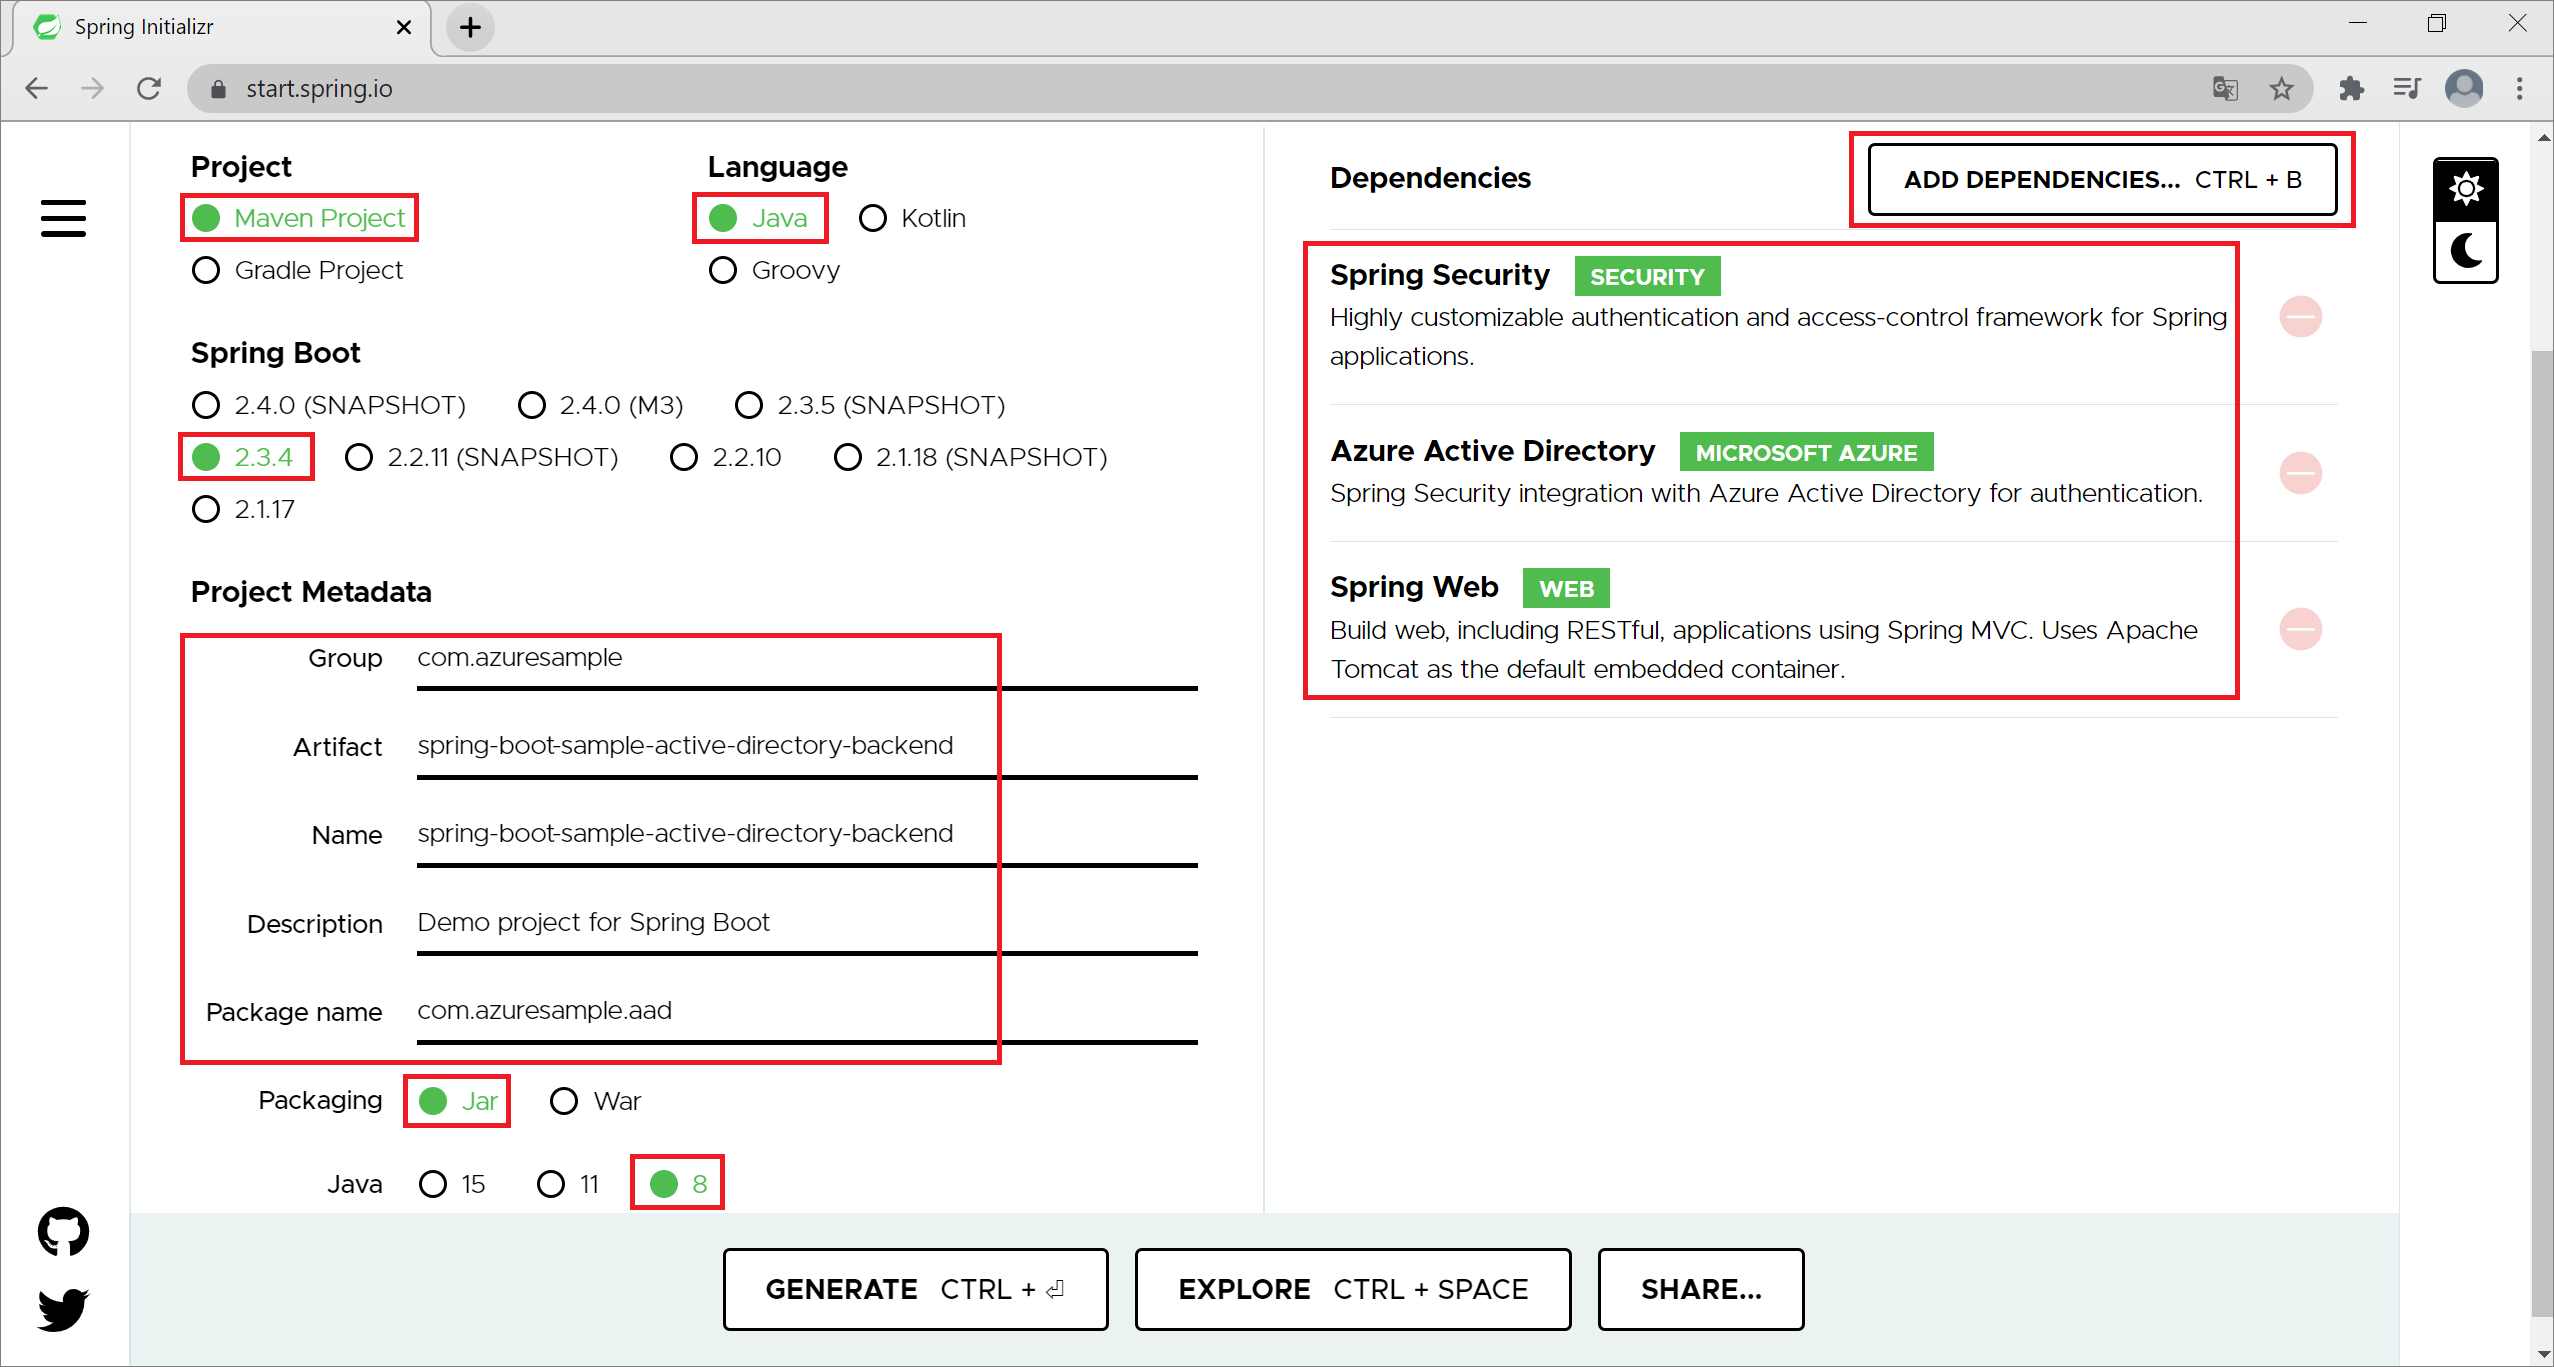 Spring Initializr
start.spring.io
Project
Maven Project
Gradle Project
Language
Java Kotlin
Groovy
Spring Boot
2.4.0 (SNAPSHOT) 2.4.0 (M3) 2.3.5 (SNAPSHOT)
2.3.4 2.2.11 (SNAPSHOT) 2.2.10 2.1.18 (SNAPSHOT)
2.1.17
Project Metadata
Group com.azuresample
Artifact spring-boot-sample-active-directory-backend
Name spring-boot-sample-active-directory-backend
Description Demo project for Spring Boot
Package name com.azuresample.aad
Packaging Jar War
Java 15 11 8
Dependencies
ADD DEPENDENCIES... CTRL + B
Spring Security SECURITY
Highly customizable authentication and access-control framework for Spring
applications.
Azure Active Directory MICROSOFT AZURE
Spring Security integration with Azure Active Directory for authentication.
Spring Web WEB
Build web, including RESTful, applications using Spring MVC. Uses Apache
Tomcat as the default embedded container.
GENERATE CTRL + ⏎
EXPLORE CTRL + SPACE
SHARE...